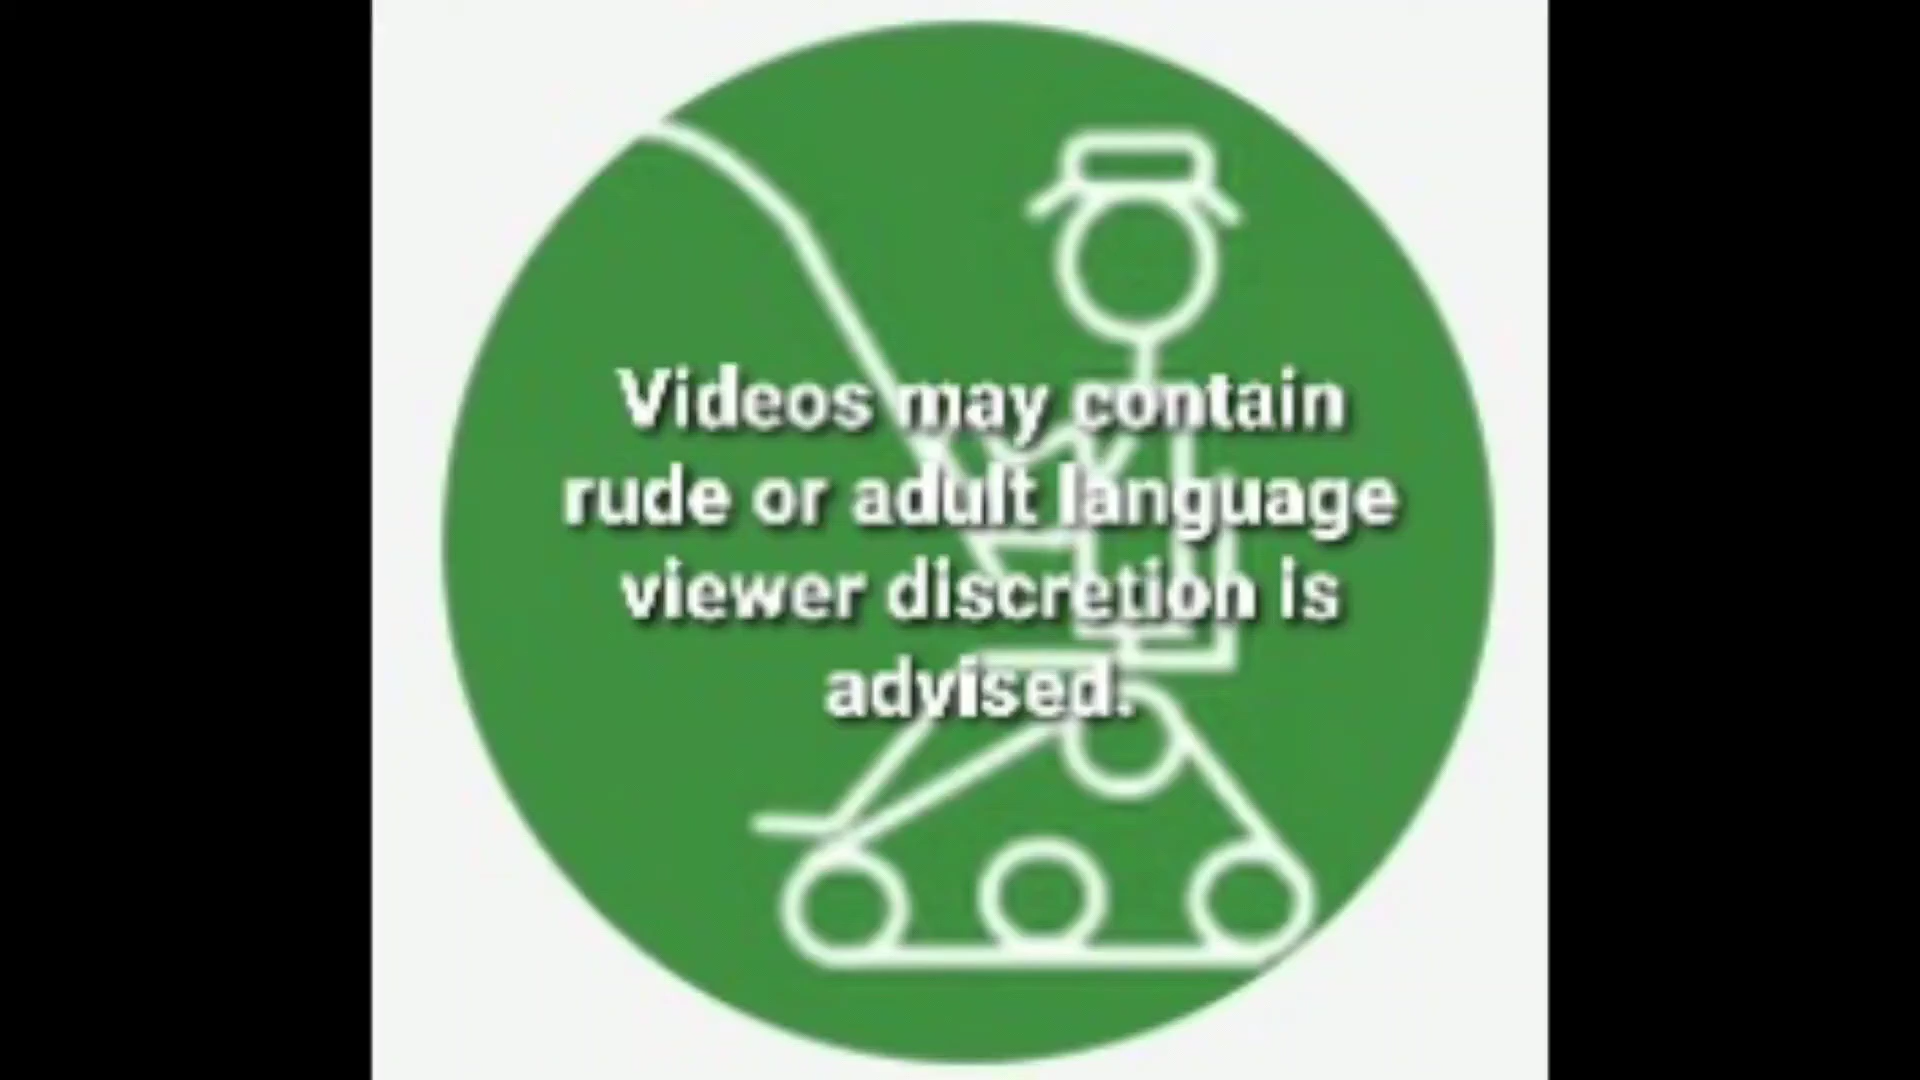 Videos may contain
rude or adult language
viewer discretion is
advised.